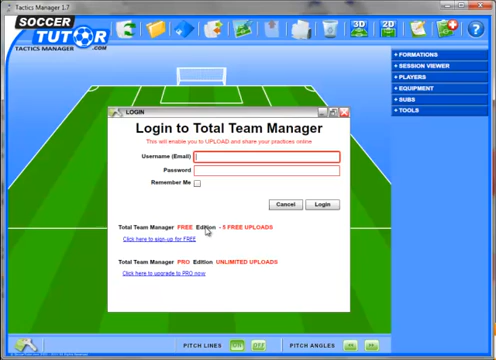 Tactics Manager 1.7
SOCCER
TUTOR
.COM
TACTICS MANAGER
3D
2D
?
+ FORMATIONS
+ SESSION VIEWER
+ PLAYERS
+ EQUIPMENT
+ SUBS
+ TOOLS
LOGIN
Login to Total Team Manager
This will enable you to UPLOAD and share your practices online
Username (Email)
Password
Remember Me
Cancel Login
Total Team Manager FREE Edition - 5 FREE UPLOADS
Click here to sign-up for FREE
Total Team Manager PRO Edition UNLIMITED UPLOADS
Click here to upgrade to PRO now
PITCH LINES ON OFF PITCH ANGLES